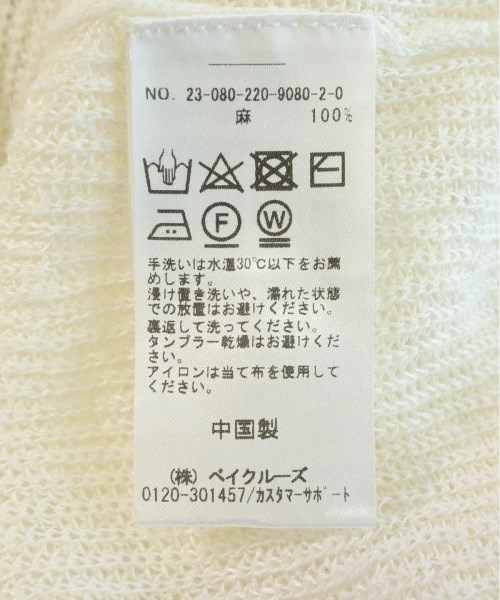 NO. 23-080-220-9080-2-0
麻 100%
F W
手洗いは水温30℃以下をお薦
めします。
浸け置き洗いや、濡れた状態
での放置はお避けください。
裏返して洗ってください。
タンブラー乾燥はお避けくだ
さい。
アイロンは当て布を使用して
ください。
中国製
(株) ベイクルーズ
0120-301457/カスタマーサポート